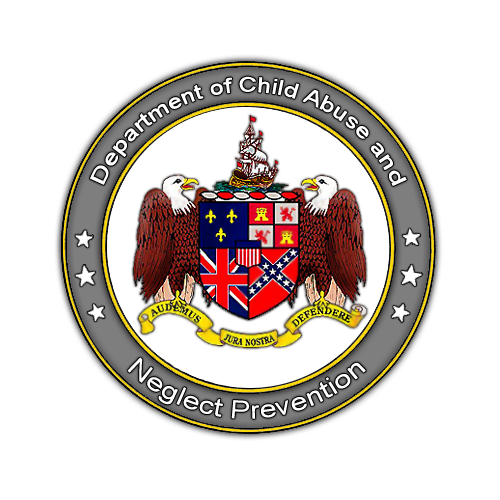 Department of Child Abuse and
Neglect Prevention
AUDEMUS
JURA NOSTRA
DEFENDERE